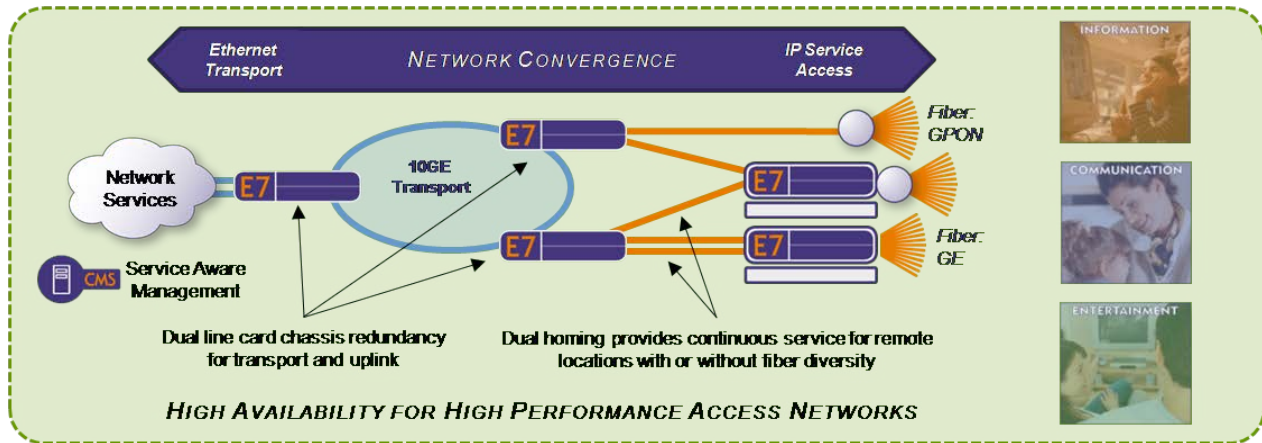 Ethernet
Transport
NETWORK CONVERGENCE
IP Service
Access
INFORMATION
Fiber:
GPON
E7
10GE
Transport
E7
Network
Services
E7
COMMUNICATION
E7
E7
Fiber:
GE
CMS
Service Aware
Management
ENTERTAINMENT
Dual line card chassis redundancy
for transport and uplink
Dual homing provides continuous service for remote
locations with or without fiber diversity
HIGH AVAILABILITY FOR HIGH PERFORMANCE ACCESS NETWORKS